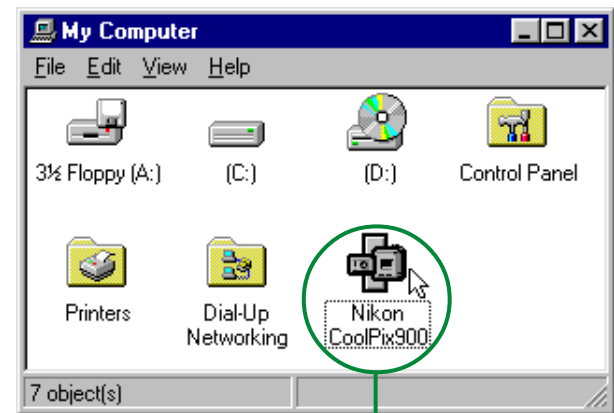 My Computer
File Edit View Help
3½ Floppy (A:) (C:) (D:) Control Panel
Printers Dial-Up Networking Nikon CoolPix900
7 object(s)